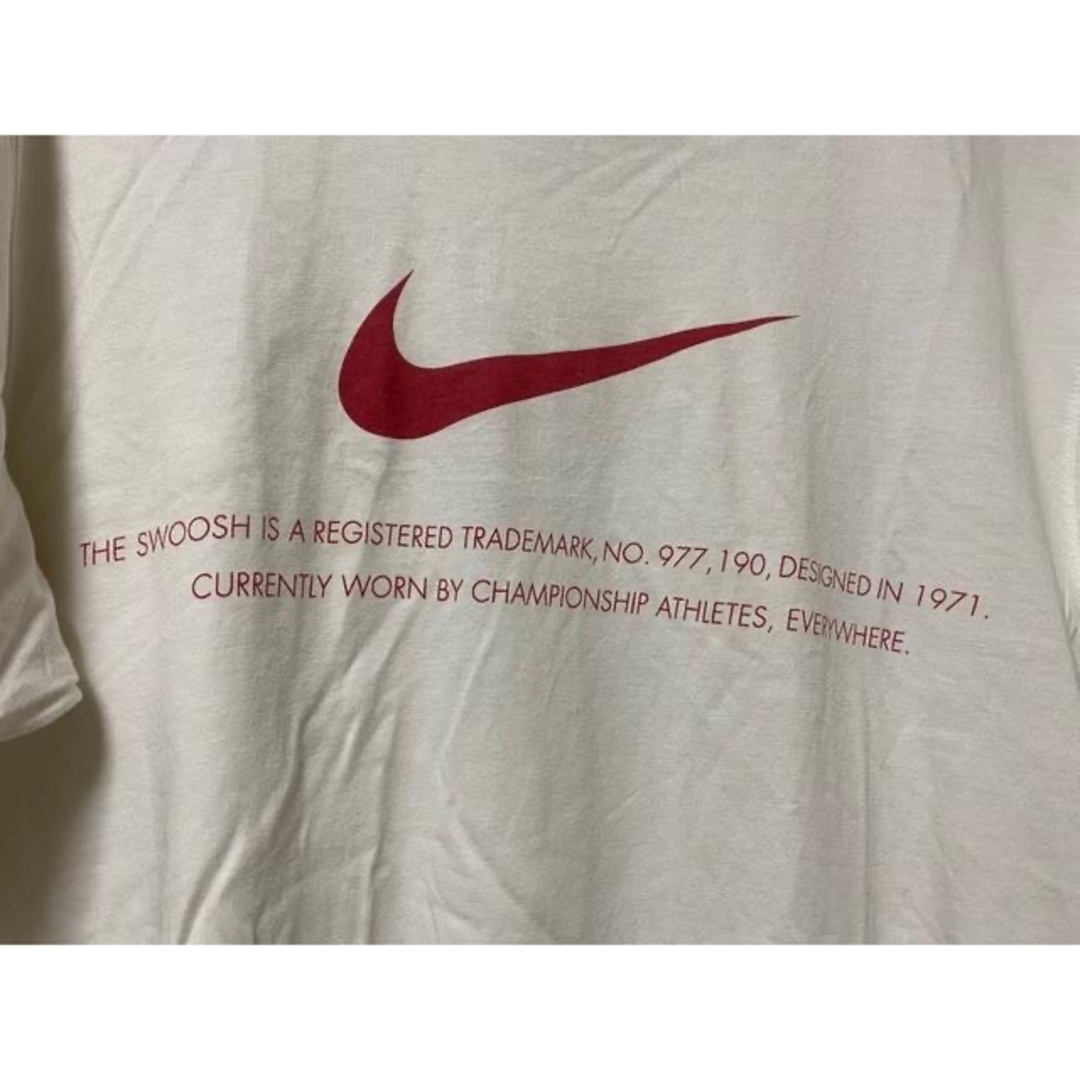 THE SWOOSH IS A REGISTERED TRADEMARK, NO. 977,190, DESIGNED IN 1971.
CURRENTLY WORN BY CHAMPIONSHIP ATHLETES, EVERYWHERE.